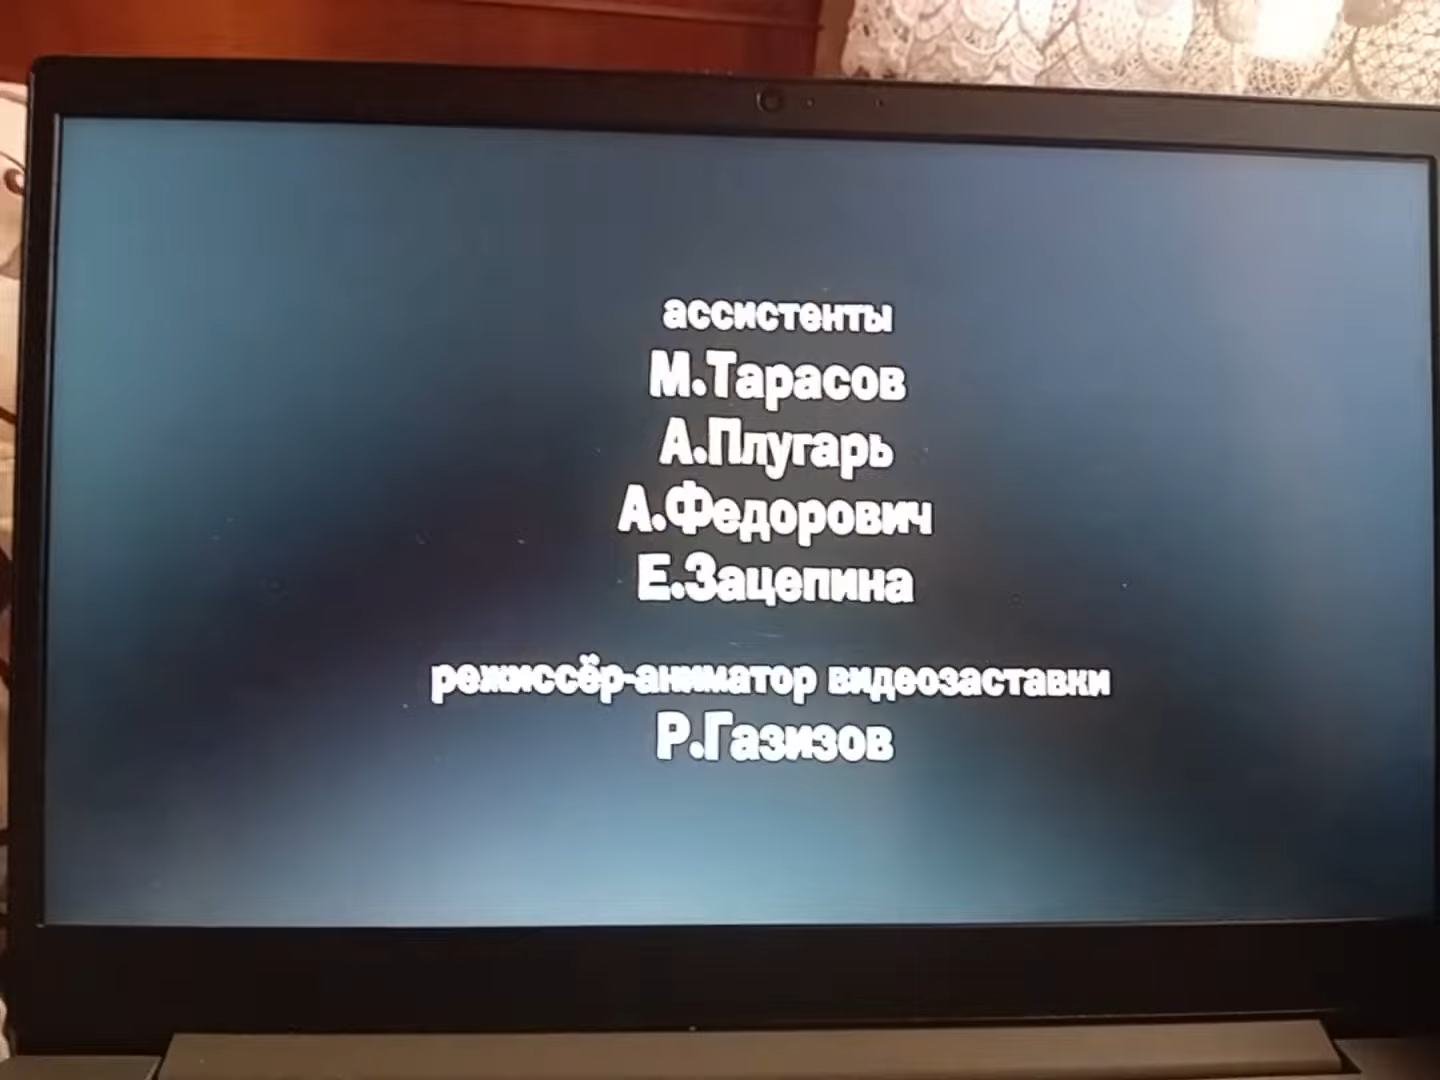 ассистенты
М.Тарасов
А.Плугарь
А.Федорович
Е.Зацепина
режиссёр-аниматор видеозаставки
Р.Газизов